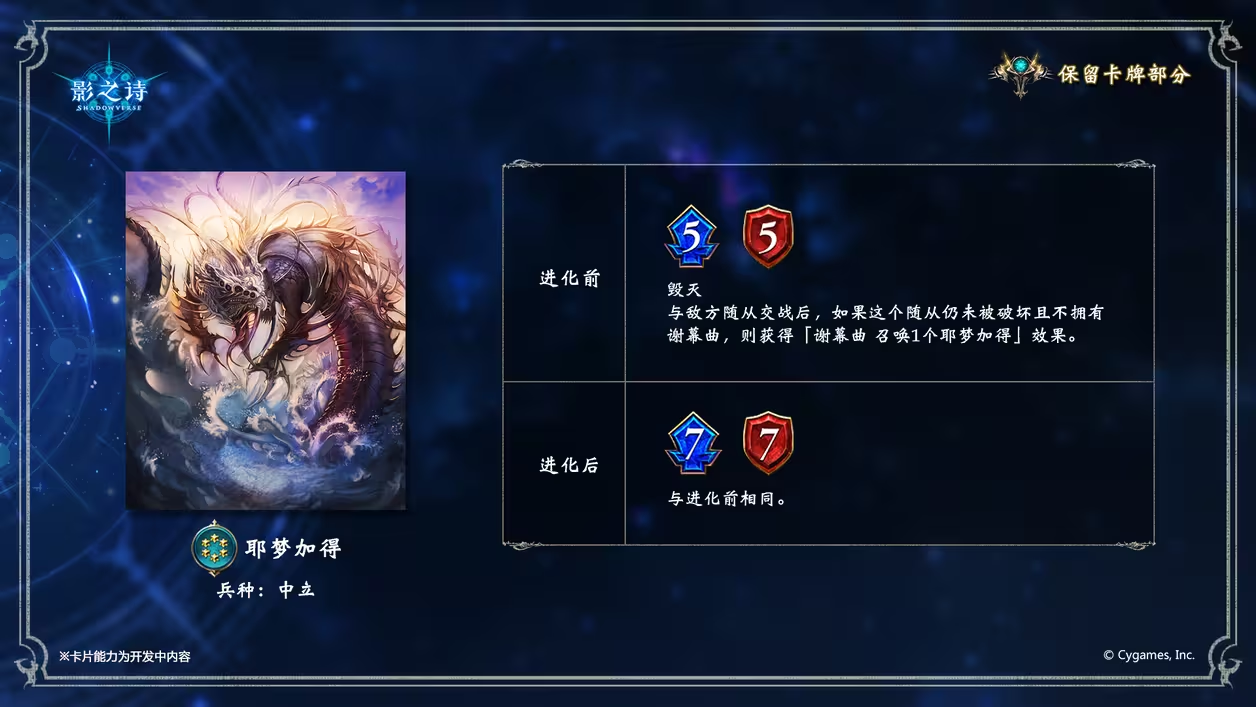 影之诗
SHADOWVERSE
保留卡牌部分
进化前
5 5
毁灭
与敌方随从交战后，如果这个随从仍未被破坏且不拥有
谢幕曲，则获得「谢幕曲 召唤1个耶梦加得」效果。
进化后
7 7
与进化前相同。
耶梦加得
兵种：中立
※卡片能力为开发中内容
© Cygames, Inc.